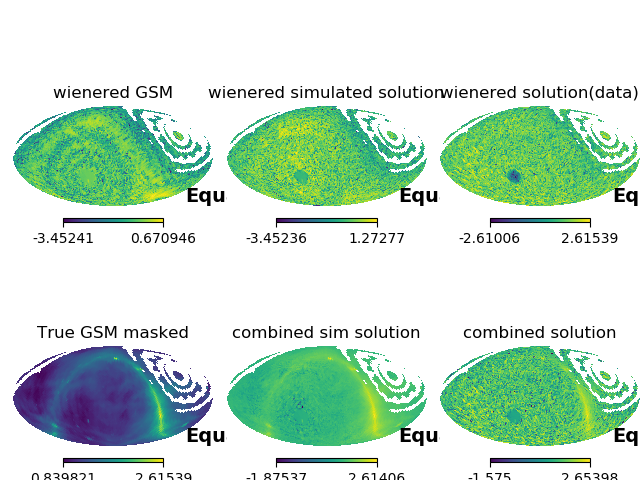 wienered GSM
wienered simulated solution
wienered solution(data)
Equ
Equ
Eq
-3.45241 0.670946
-3.45236 1.27277
-2.61006 2.61539
True GSM masked
combined sim solution
combined solution
Equ
Equ
Eq
0.839821 2.61539
-1.87537 2.61406
-1.575 2.65398